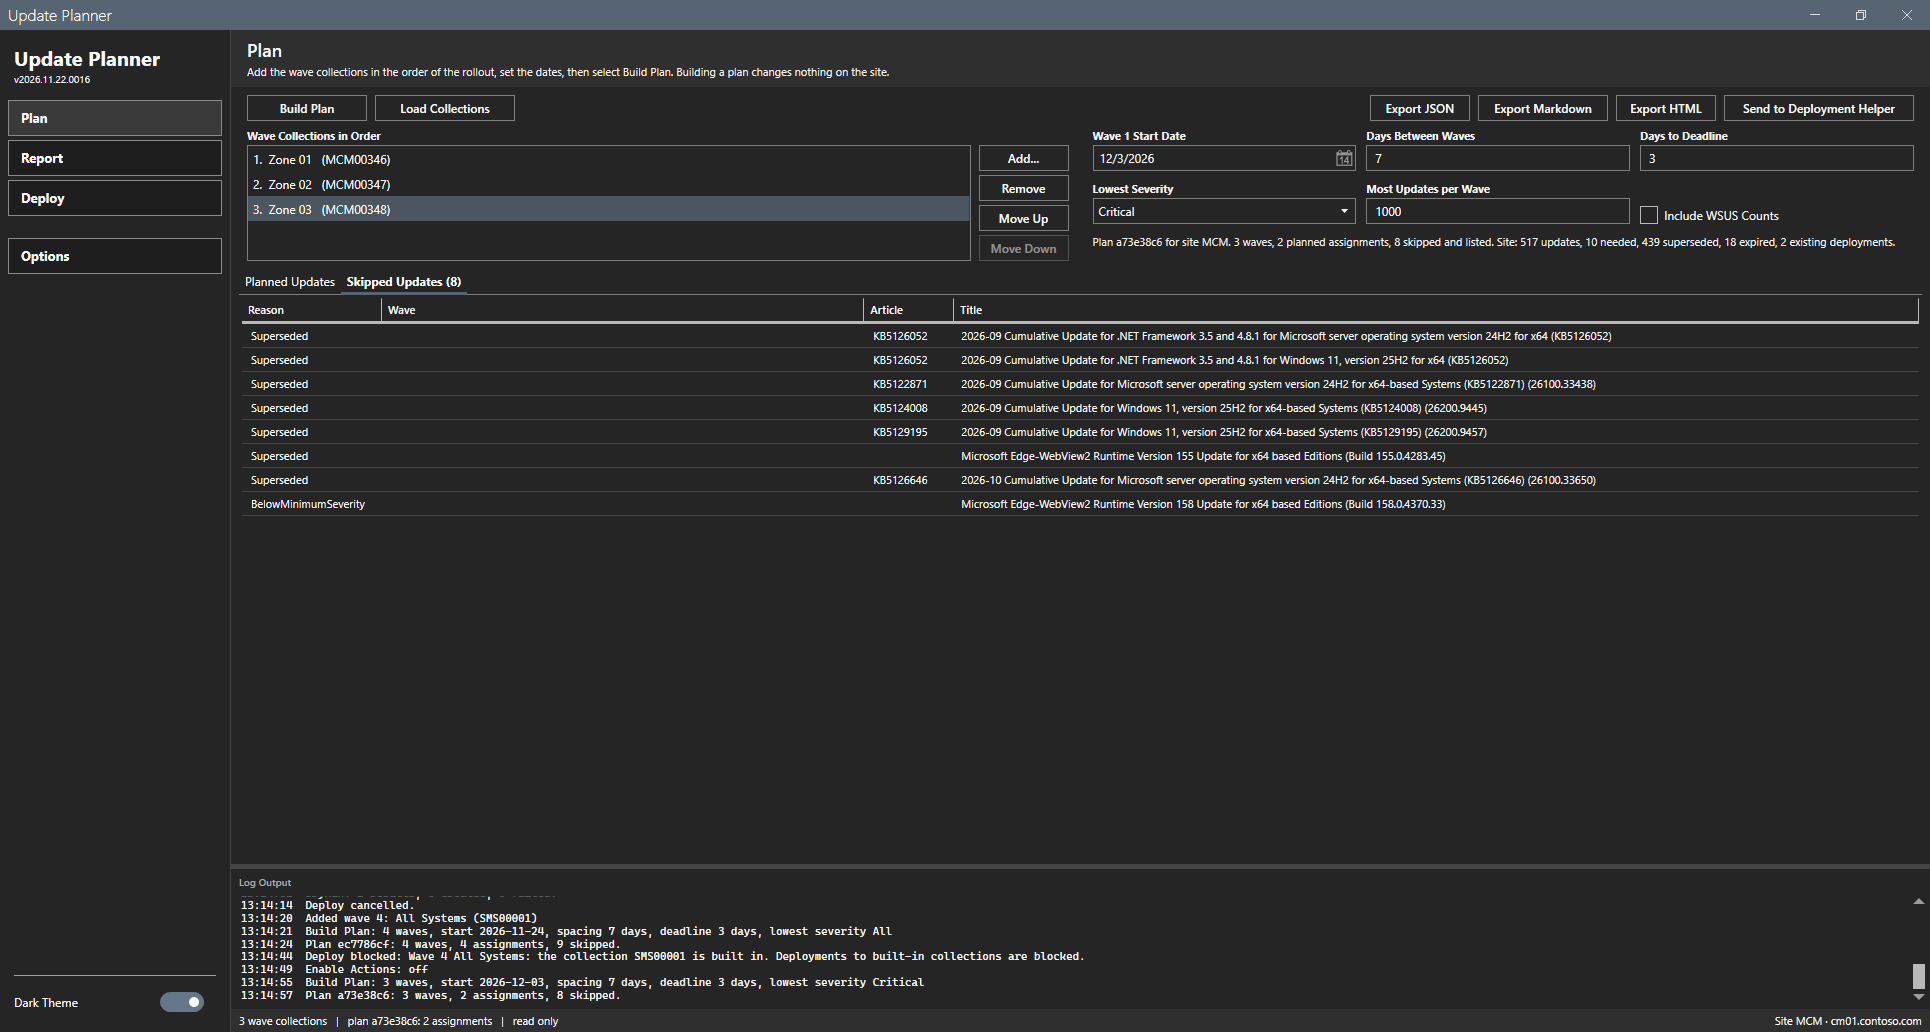 Update Planner
Update Planner
v2026.11.22.0016
Plan
Report
Deploy
Options
Dark Theme
Plan
Add the wave collections in the order of the rollout, set the dates, then select Build Plan. Building a plan changes nothing on the site.
Build Plan
Load Collections
Export JSON
Export Markdown
Export HTML
Send to Deployment Helper
Wave Collections in Order
1. Zone 01 (MCM00346)
2. Zone 02 (MCM00347)
3. Zone 03 (MCM00348)
Add...
Remove
Move Up
Move Down
Wave 1 Start Date
12/3/2026
14
Days Between Waves
7
Days to Deadline
3
Lowest Severity
Critical
Most Updates per Wave
1000
Include WSUS Counts
Plan a73e38c6 for site MCM. 3 waves, 2 planned assignments, 8 skipped and listed. Site: 517 updates, 10 needed, 439 superseded, 18 expired, 2 existing deployments.
Planned Updates
Skipped Updates (8)
Reason Wave Article Title
Superseded KB5126052 2026-09 Cumulative Update for .NET Framework 3.5 and 4.8.1 for Microsoft server operating system version 24H2 for x64 (KB5126052)
Superseded KB5126052 2026-09 Cumulative Update for .NET Framework 3.5 and 4.8.1 for Windows 11, version 25H2 for x64 (KB5126052)
Superseded KB5122871 2026-09 Cumulative Update for Microsoft server operating system version 24H2 for x64-based Systems (KB5122871) (26100.33438)
Superseded KB5124008 2026-09 Cumulative Update for Windows 11, version 25H2 for x64-based Systems (KB5124008) (26200.9445)
Superseded KB5129195 2026-09 Cumulative Update for Windows 11, version 25H2 for x64-based Systems (KB5129195) (26200.9457)
Superseded Microsoft Edge-WebView2 Runtime Version 155 Update for x64 based Editions (Build 155.0.4283.45)
Superseded KB5126646 2026-10 Cumulative Update for Microsoft server operating system version 24H2 for x64-based Systems (KB5126646) (26100.33650)
BelowMinimumSeverity Microsoft Edge-WebView2 Runtime Version 158 Update for x64 based Editions (Build 158.0.4370.33)
Log Output
13:14:14 Deploy cancelled.
13:14:20 Added wave 4: All Systems (SMS00001)
13:14:21 Build Plan: 4 waves, start 2026-11-24, spacing 7 days, deadline 3 days, lowest severity All
13:14:24 Plan ec7786cf: 4 waves, 4 assignments, 9 skipped.
13:14:44 Deploy blocked: Wave 4 All Systems: the collection SMS00001 is built in. Deployments to built-in collections are blocked.
13:14:49 Enable Actions: off
13:14:55 Build Plan: 3 waves, start 2026-12-03, spacing 7 days, deadline 3 days, lowest severity Critical
13:14:57 Plan a73e38c6: 3 waves, 2 assignments, 8 skipped.
3 wave collections | plan a73e38c6: 2 assignments | read only
Site MCM · cm01.contoso.com